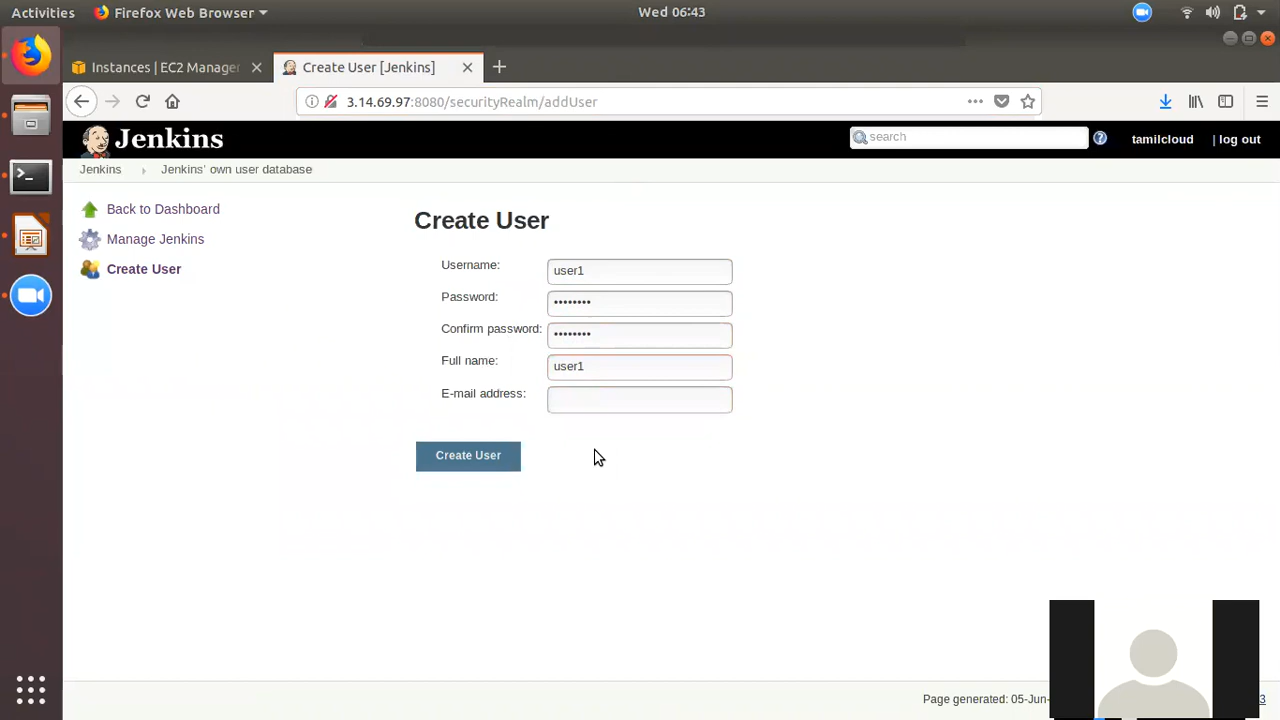 Activities Firefox Web Browser Wed 06:43
Instances | EC2 Manager Create User [Jenkins]
3.14.69.97:8080/securityRealm/addUser
Jenkins search tamilcloud | log out
Jenkins Jenkins' own user database
Back to Dashboard
Manage Jenkins
Create User
Create User
Username: user1
Password: ••••••••
Confirm password: ••••••••
Full name: user1
E-mail address:
Create User
Page generated: 05-Jun-
3